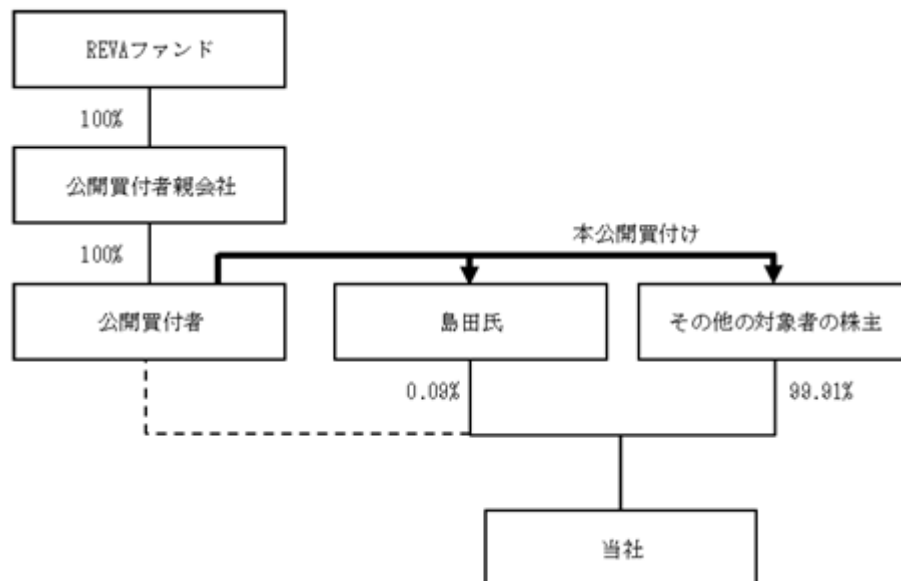 REVAファンド
100%
公開買付者親会社
本公開買付け
100%
公開買付者
島田氏
その他の対象者の株主
0.09%
99.91%
当社